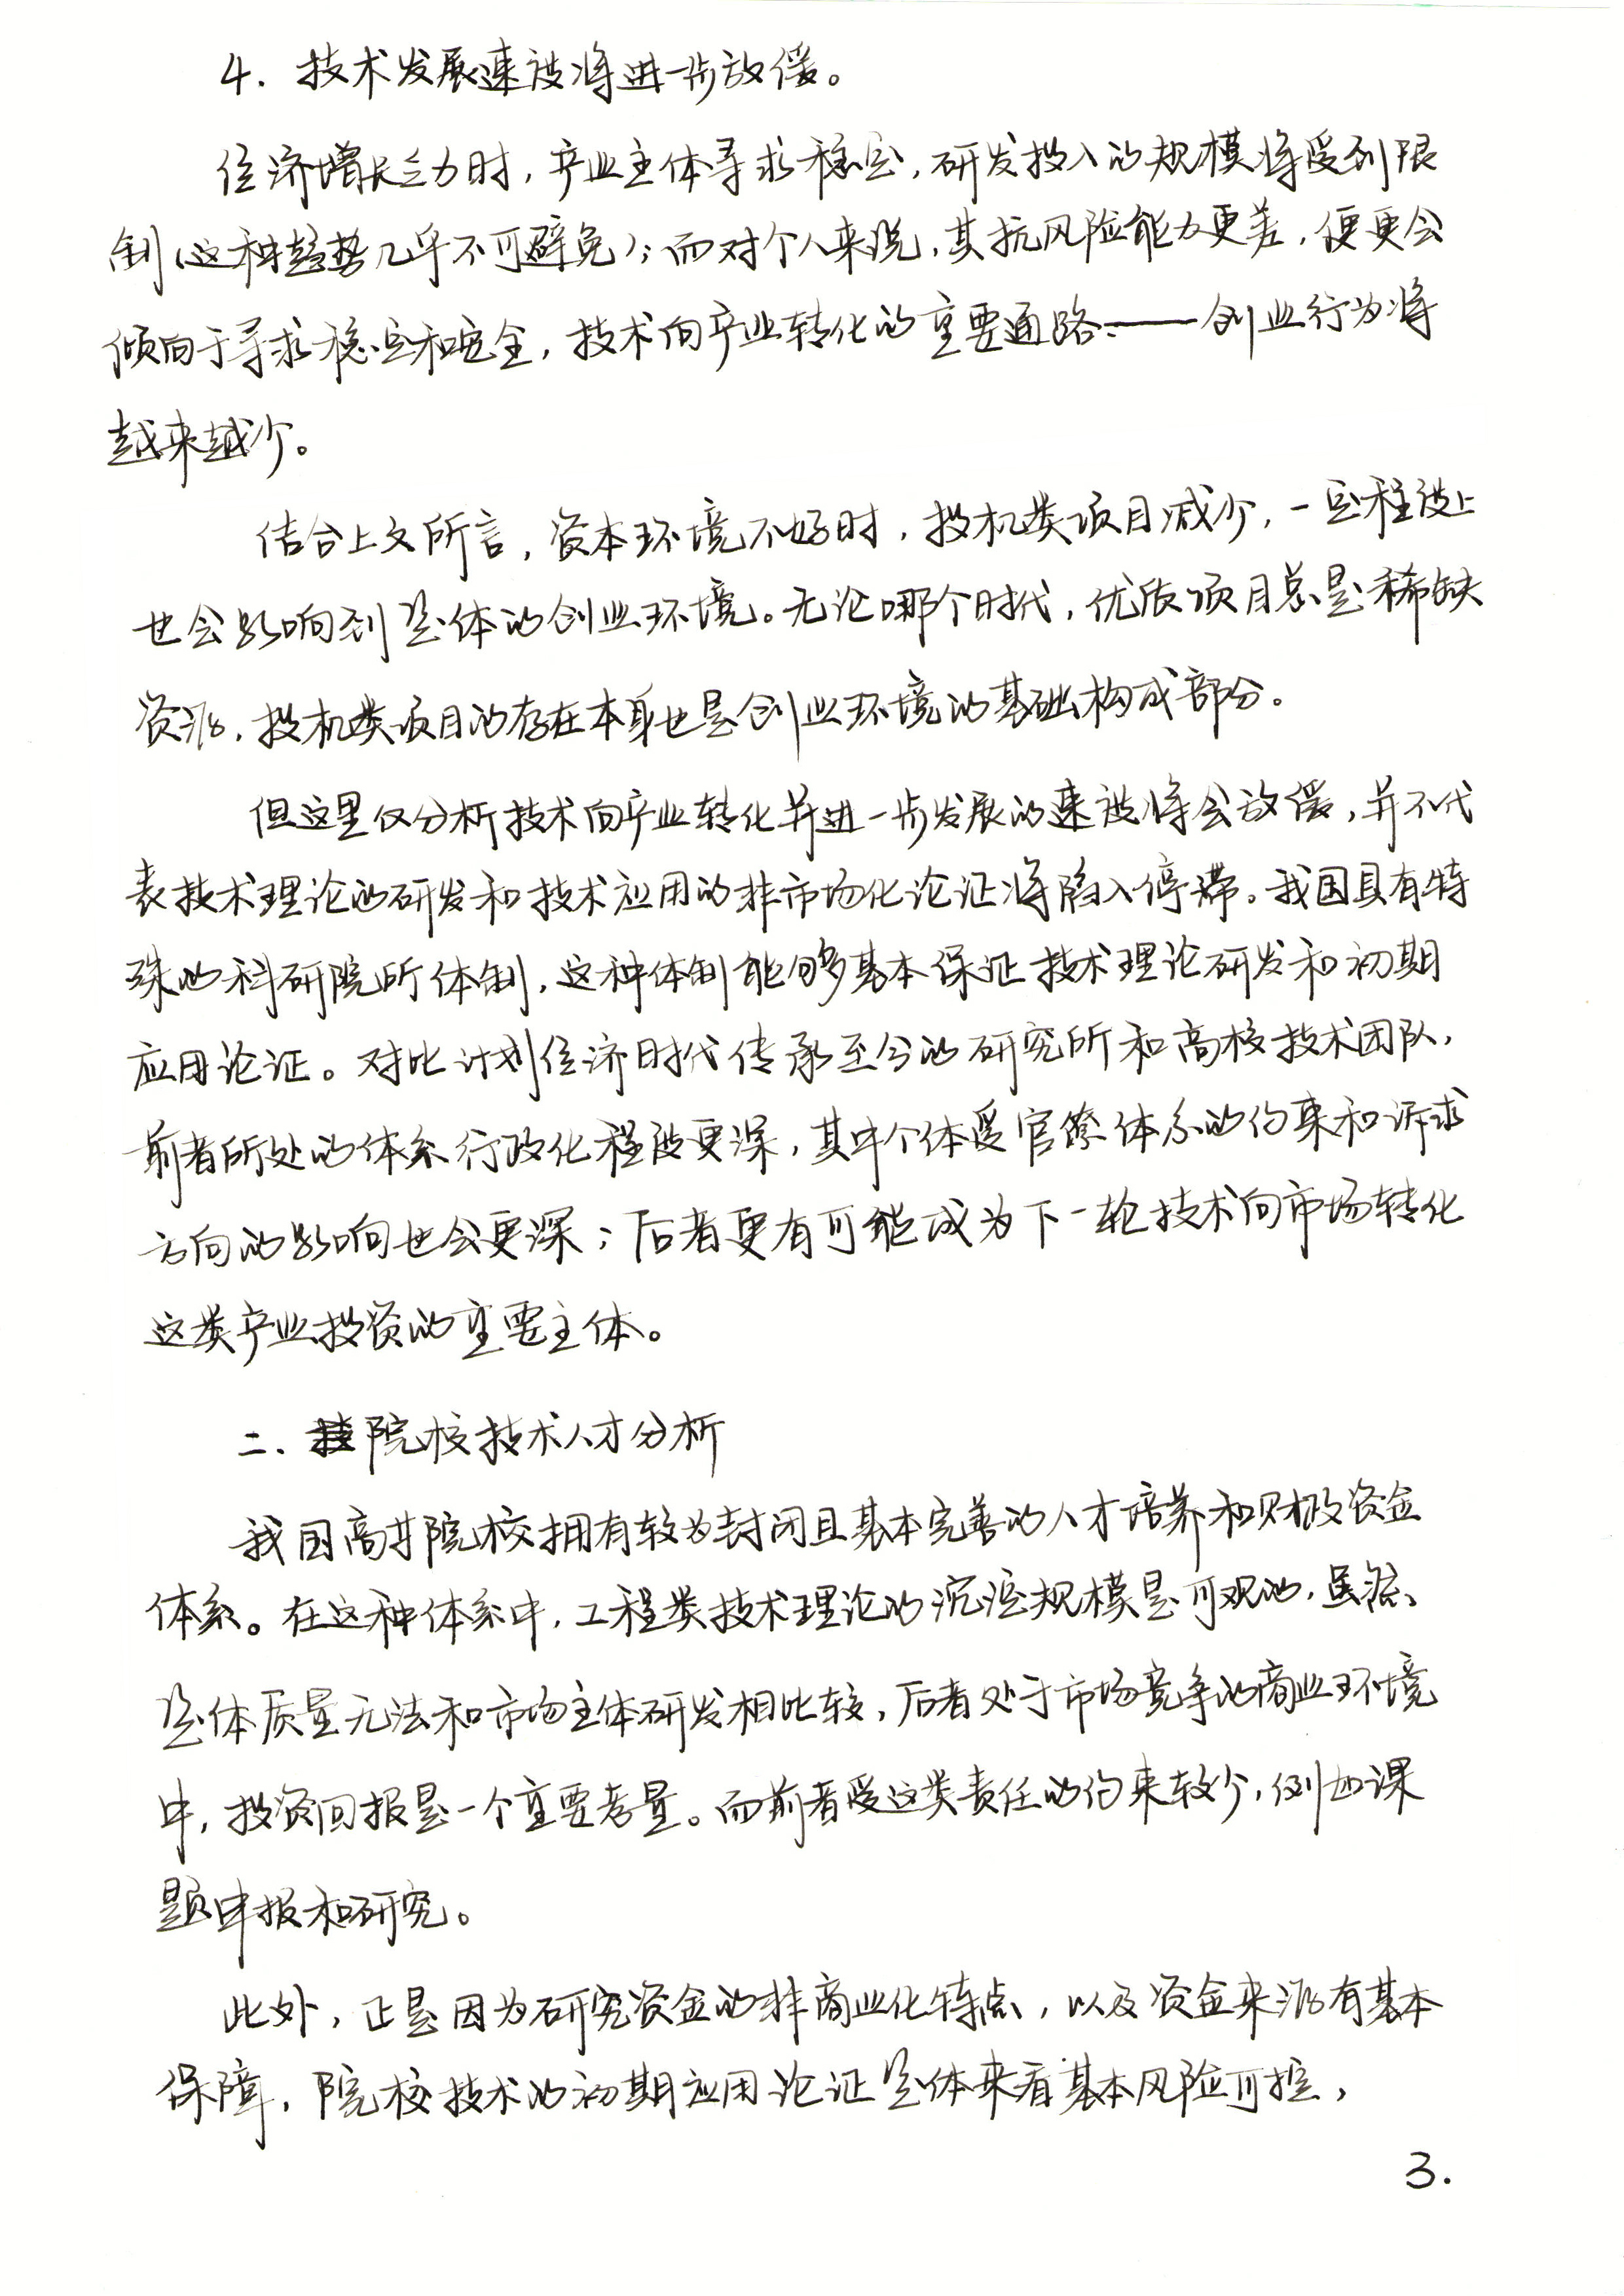 4. 技术发展速度将进一步放缓。
经济增长乏力时，产业主体寻求稳定，研发投入的规模将受到限
制（这种趋势几乎不可避免）；而对个人来说，其抗风险能力更差，便更会
倾向于寻求稳定和安全，技术向产业转化的重要通路——创业行为将
越来越少。
结合上文所言，资本环境不好时，投机类项目减少，一定程度上
也会影响到整体的创业环境。无论哪个时代，优质项目总是稀缺
资源，投机类项目的存在本身也是创业环境的基础构成部分。
但这里仅分析技术向产业转化并进一步发展的速度将会放缓，并不代
表技术理论的研发和技术应用的非市场化论证将陷入停滞。我国具有特
殊的科研院所体制，这种体制能够基本保证技术理论研发和初期
应用论证。对比计划经济时代传承至今的研究所和高校技术团队，
前者所处的体系行政化程度更深，其中个体受官僚体系的约束和诉求
方向的影响也会更深；后者更有可能成为下一轮技术向市场转化
这类产业投资的重要主体。
二、院校技术人才分析
我国高等院校拥有较为封闭且基本完善的人才培养和财政资金
体系。在这种体系中，工程类技术理论的沉淀规模是可观的，虽然
整体质量无法和市场主体研发相比较，后者处于市场竞争的商业环境
中，投资回报是一个重要考量。而前者受这类责任的约束较少，例如课
题申报和研究。
此外，正是因为研究资金的非商业化特点，以及资金来源有基本
保障，院校技术的初期应用论证整体来看基本风险可控，
3.